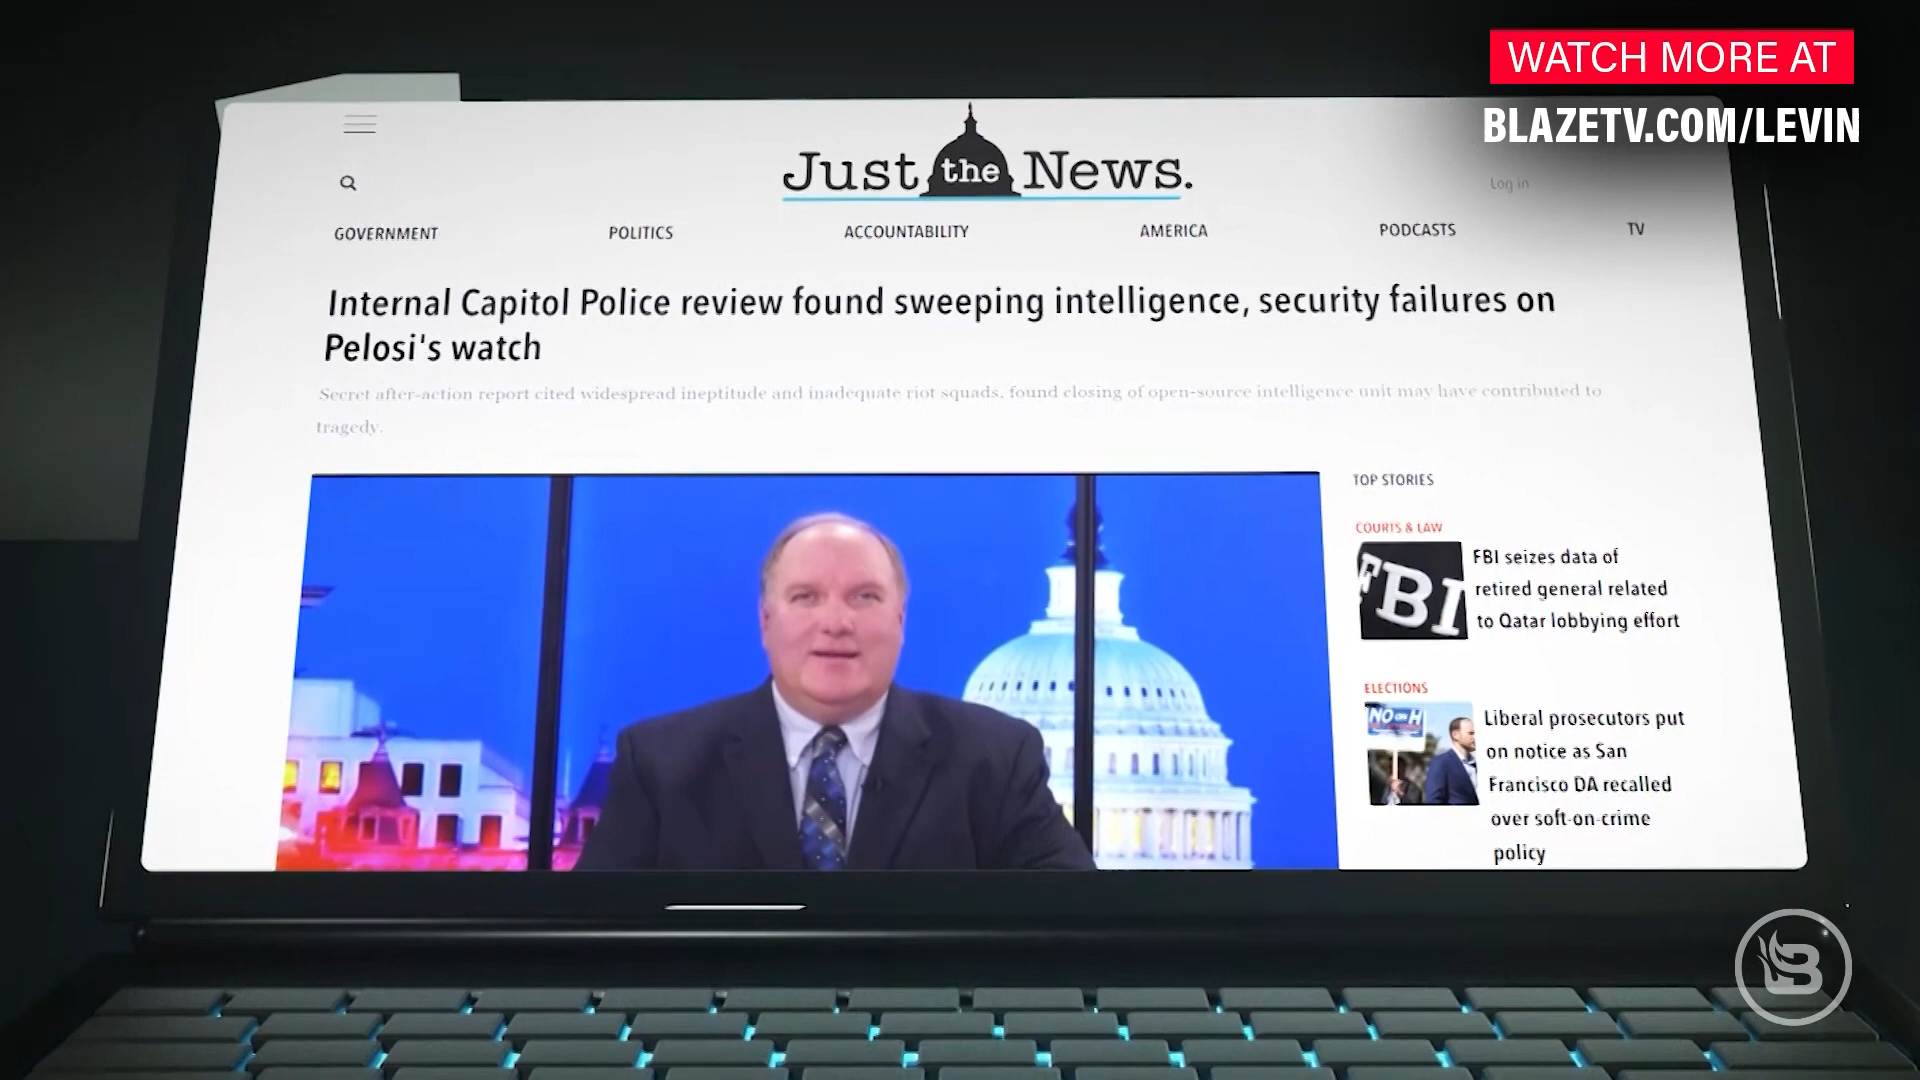 WATCH MORE AT
BLAZETV.COM/LEVIN
Just the News.
Log in
GOVERNMENT POLITICS ACCOUNTABILITY AMERICA PODCASTS TV
Internal Capitol Police review found sweeping intelligence, security failures on
Pelosi's watch
Secret after-action report cited widespread ineptitude and inadequate riot squads, found closing of open-source intelligence unit may have contributed to
tragedy.
TOP STORIES
COURTS & LAW
FBI
FBI seizes data of
retired general related
to Qatar lobbying effort
ELECTIONS
NO ON H
Liberal prosecutors put
on notice as San
Francisco DA recalled
over soft-on-crime
policy
B